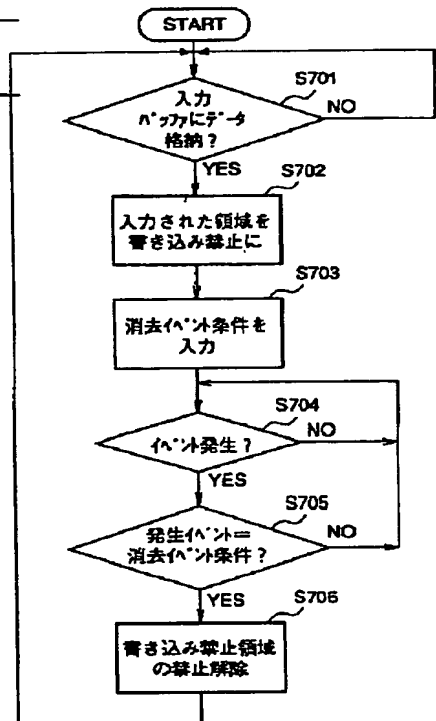 START
S701
入力
バッファにデータ
格納？
NO
YES
S702
入力された領域を
書き込み禁止に
S703
消去イベント条件を
入力
S704
イベント発生？
NO
YES
S705
発生イベント＝
消去イベント条件？
NO
YES
S706
書き込み禁止領域
の禁止解除